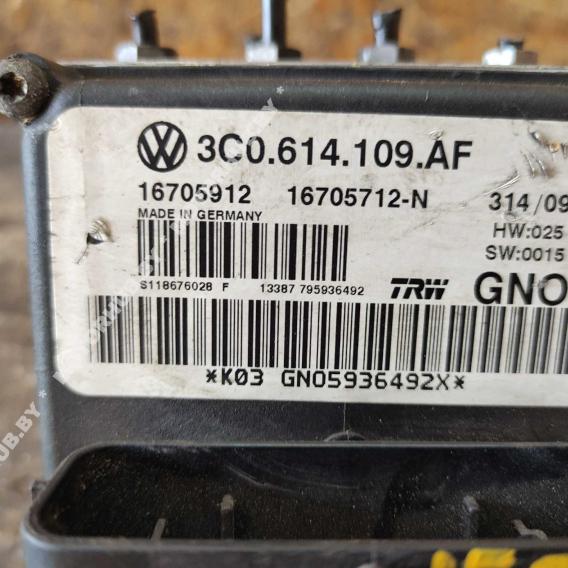 3C0.614.109.AF
16705912 16705712-N 314/09
MADE IN GERMANY HW:025
SW:0015
S118676028 F 13387 795936492 TRW GNO
*K03 GNO5936492X*